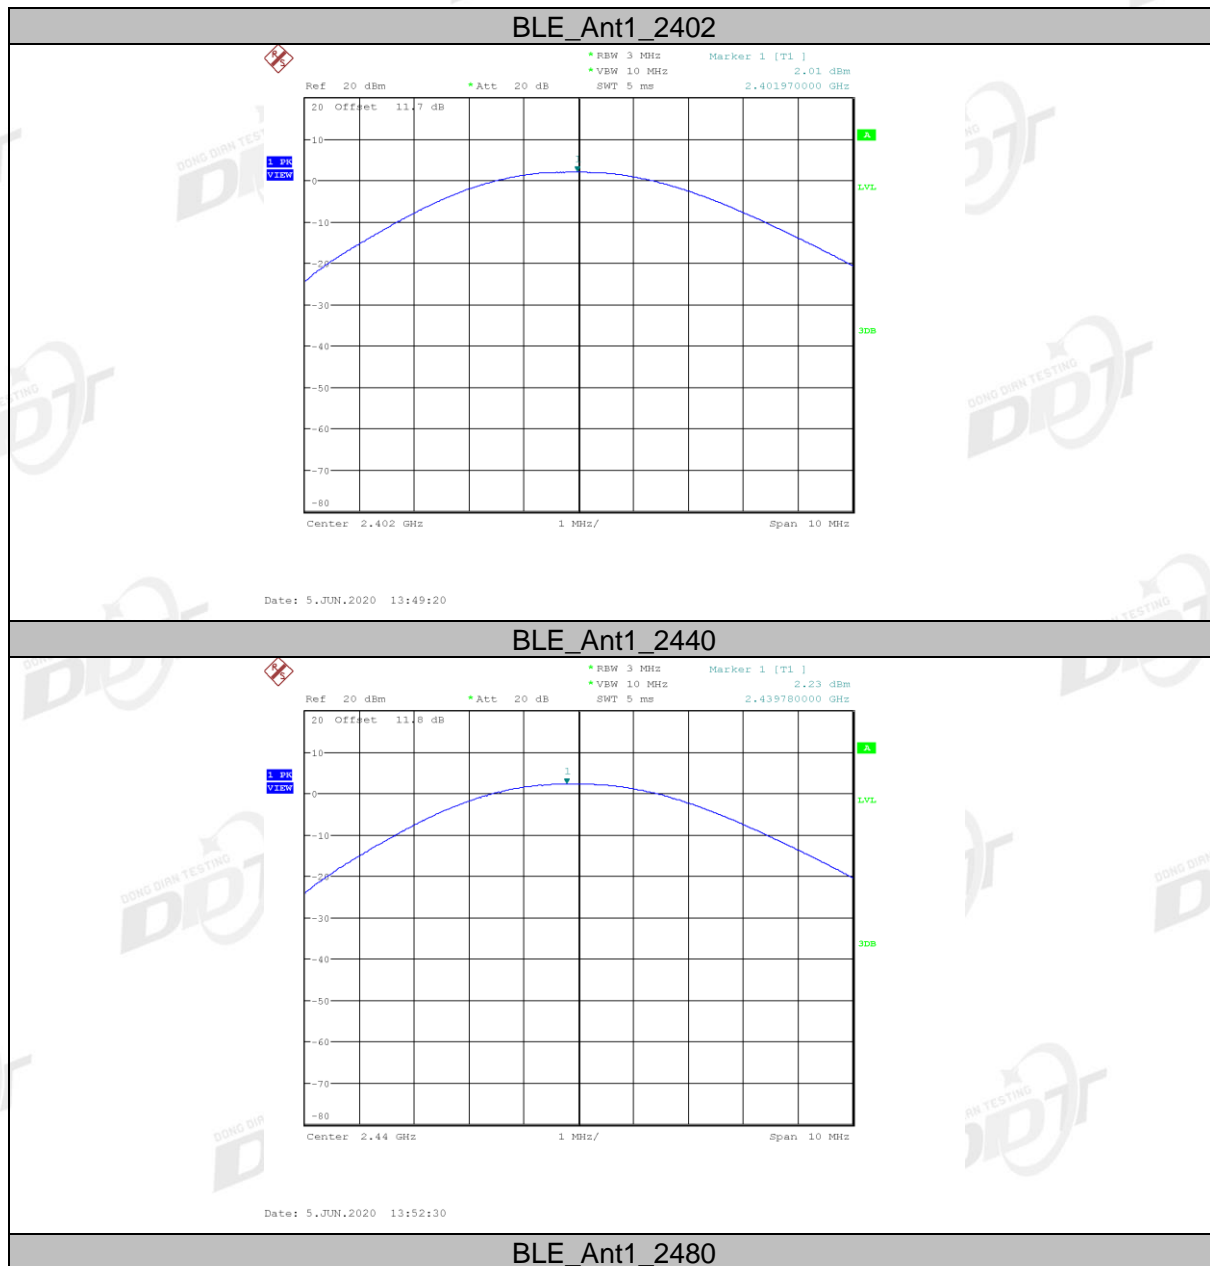 BLE_Ant1_2402
*RBW 3 MHz Marker 1 [T1 ]
*VBW 10 MHz 2.01 dBm
Ref 20 dBm *Att 20 dB SWT 5 ms 2.401970000 GHz
20 Offset 11.7 dB
A
10
1 PK
VIEW
1
0
LVL
-10
-20
-30
3DB
-40
-50
-60
-70
-80
Center 2.402 GHz 1 MHz/ Span 10 MHz
Date: 5.JUN.2020 13:49:20
BLE_Ant1_2440
*RBW 3 MHz Marker 1 [T1 ]
*VBW 10 MHz 2.23 dBm
Ref 20 dBm *Att 20 dB SWT 5 ms 2.439780000 GHz
20 Offset 11.8 dB
A
10
1 PK
VIEW
1
0
LVL
-10
-20
-30
3DB
-40
-50
-60
-70
-80
Center 2.44 GHz 1 MHz/ Span 10 MHz
Date: 5.JUN.2020 13:52:30
BLE_Ant1_2480
DONG DIAN TESTING
DDT